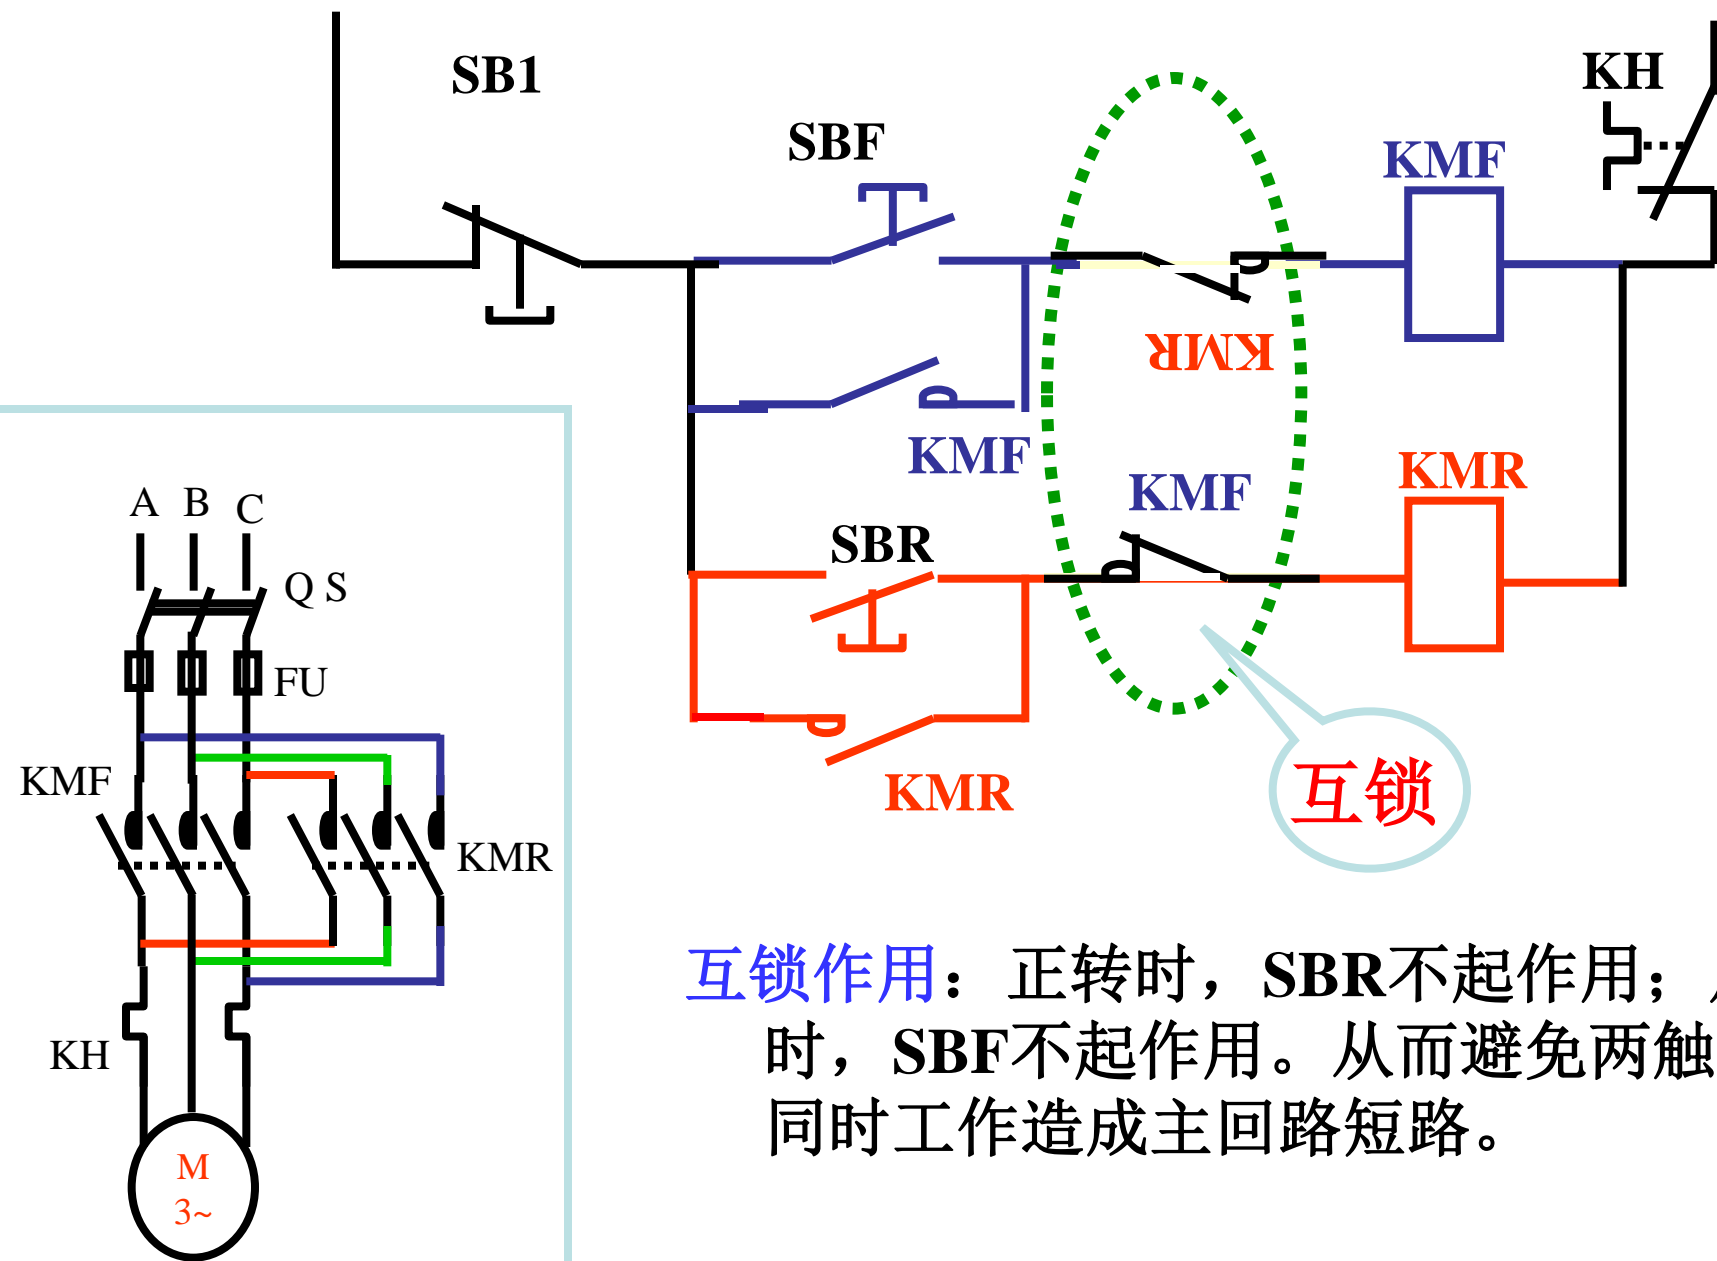 SB1
KH
SBF
KMF
KMR
KMF
KMF
KMR
SBR
KMR
互锁
A B C
Q S
FU
KMF
KMR
KH
M
3~
互锁作用：正转时，SBR不起作用；
时，SBF不起作用。从而避免两触
同时工作造成主回路短路。